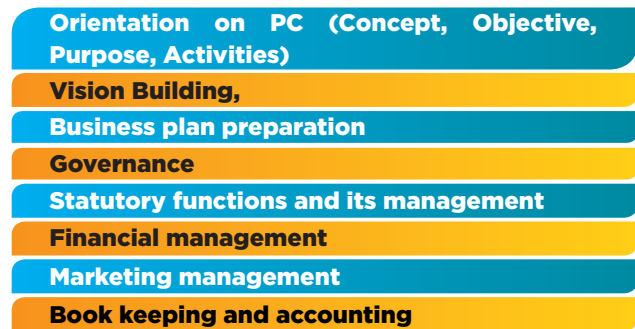 Orientation on PC (Concept, Objective,
Purpose, Activities)
Vision Building,
Business plan preparation
Governance
Statutory functions and its management
Financial management
Marketing management
Book keeping and accounting